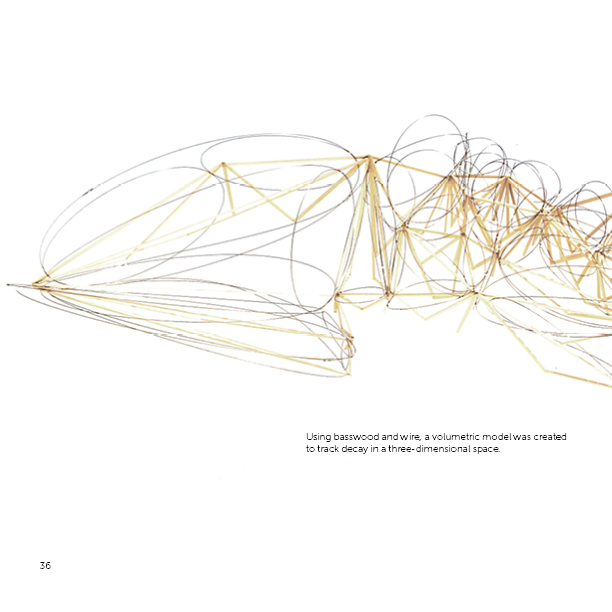 Using basswood and wire, a volumetric model was created
to track decay in a three-dimensional space.
36